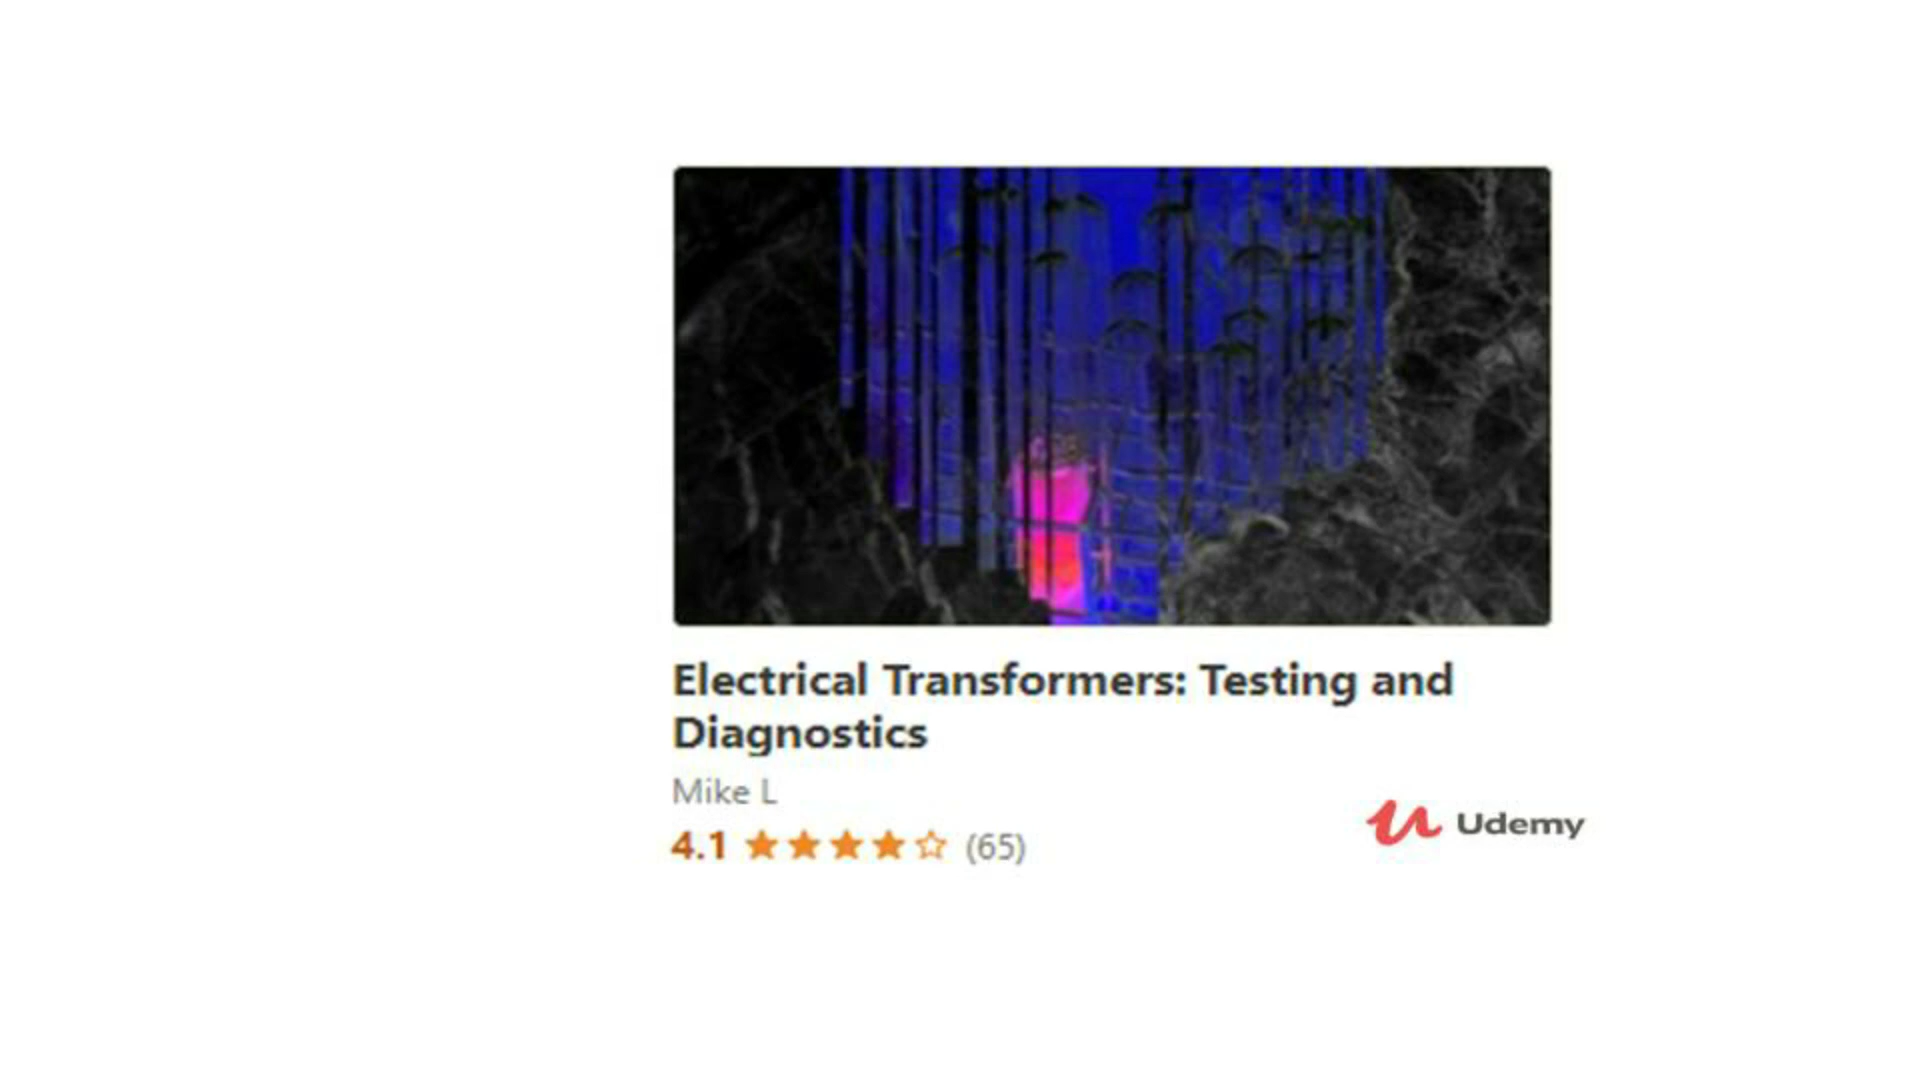 Electrical Transformers: Testing and
Diagnostics
Mike L
4.1 (65)
Udemy